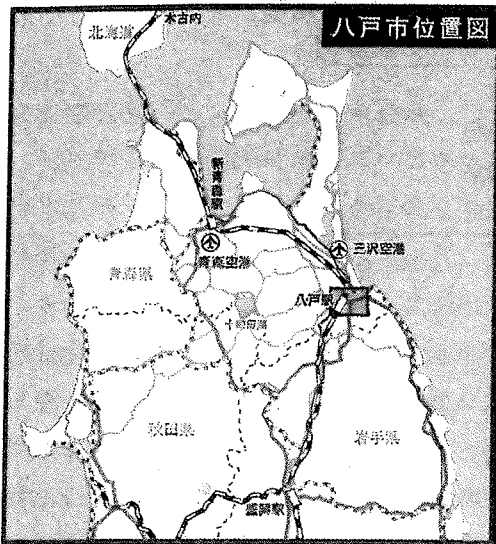 八戸市位置図
木古内
北海道
新青森駅
青森空港
三沢空港
青森県
八戸駅
十和田湖
秋田県
岩手県
盛岡駅